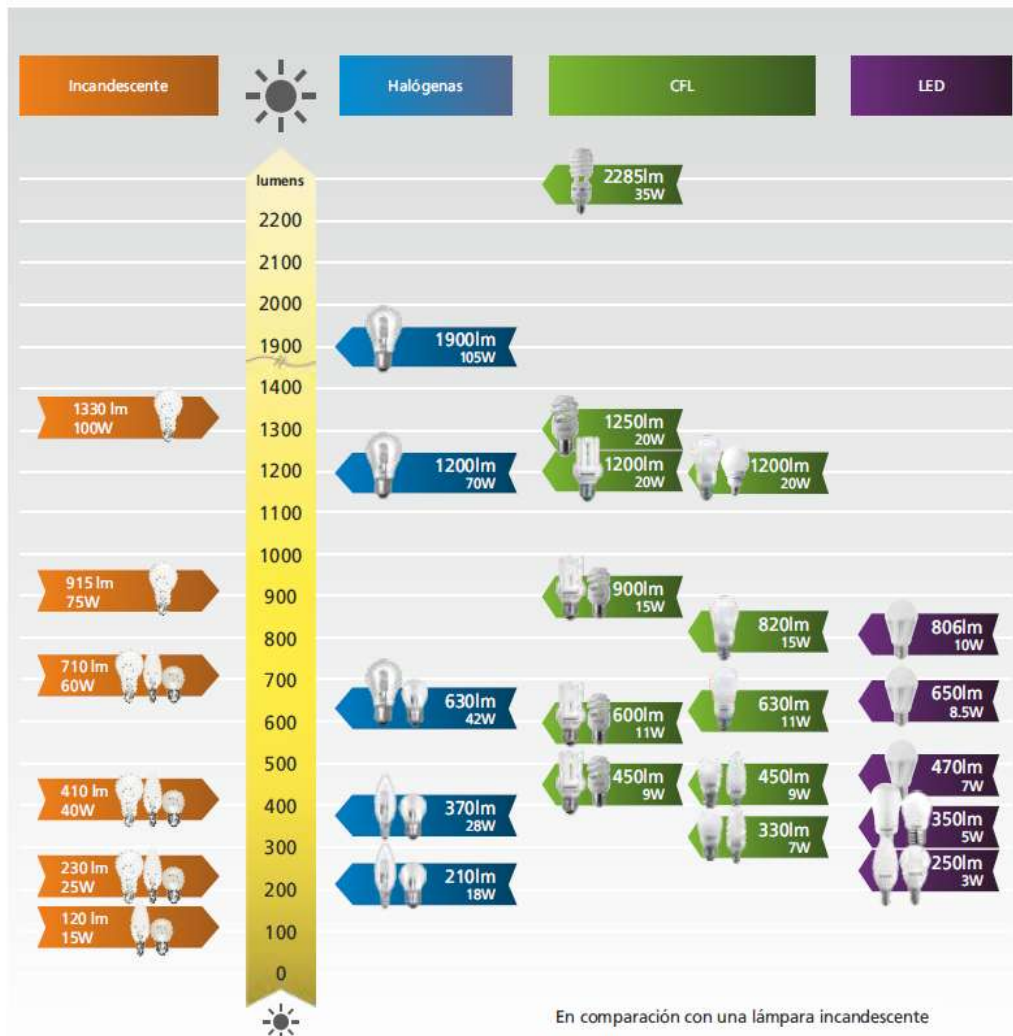 Incandescente
Halógenas
CFL
LED
lumens
2200
2100
2000
1900
1400
1300
1200
1100
1000
900
800
700
600
500
400
300
200
100
0
1330 lm
100W
915 lm
75W
710 lm
60W
410 lm
40W
230 lm
25W
120 lm
15W
1900lm
105W
1200lm
70W
630lm
42W
370lm
28W
210lm
18W
2285lm
35W
1250lm
20W
1200lm
20W
1200lm
20W
900lm
15W
820lm
15W
600lm
11W
630lm
11W
450lm
9W
450lm
9W
330lm
7W
806lm
10W
650lm
8.5W
470lm
7W
350lm
5W
250lm
3W
En comparación con una lámpara incandescente